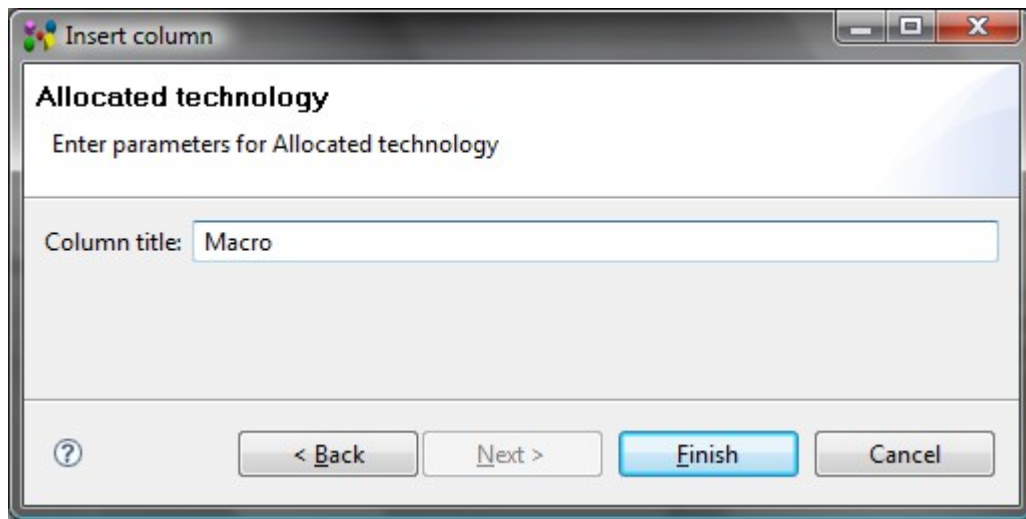 Insert column
Allocated technology
Enter parameters for Allocated technology
Column title: Macro
? < Back Next > Finish Cancel